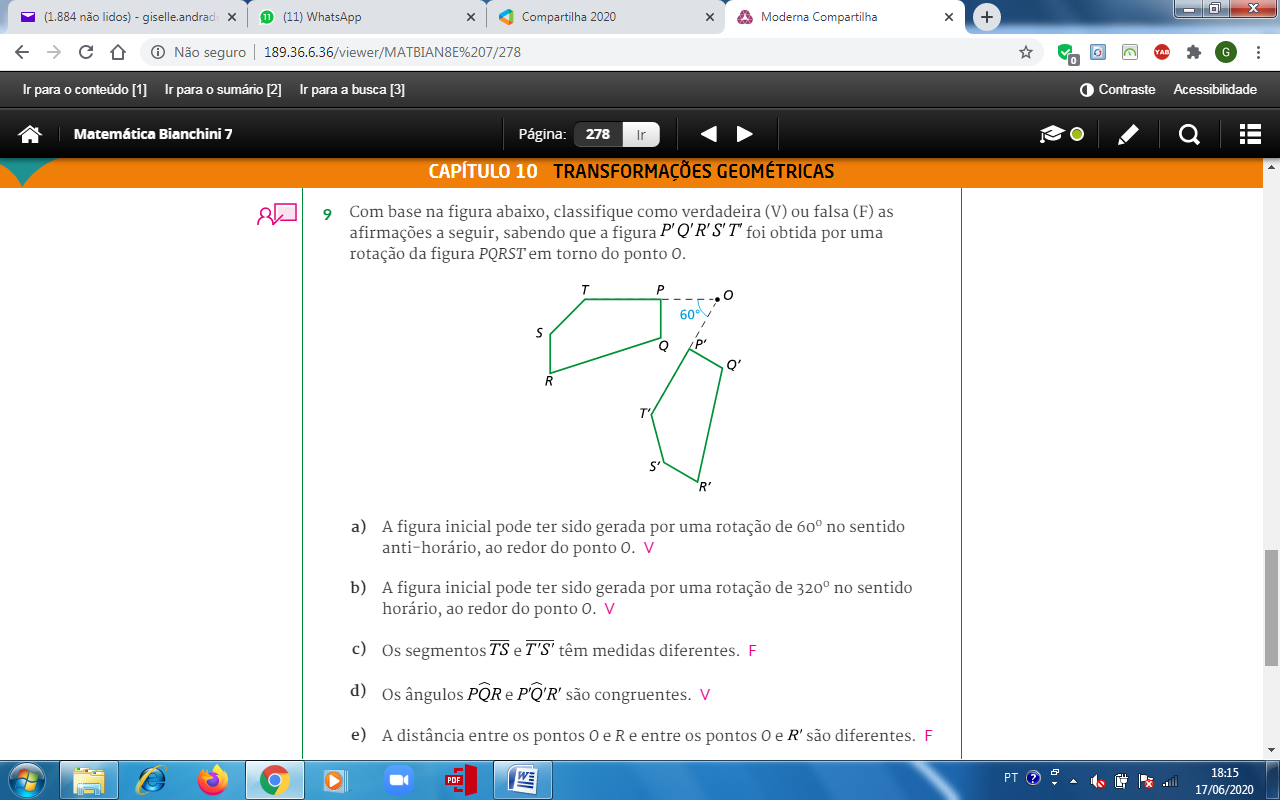 (1.884 não lidos) - giselle.andrade
(11) WhatsApp
Compartilha 2020
Moderna Compartilha
Não seguro
189.36.6.36/viewer/MATBIAN8E%207/278
0
YAB
G
Ir para o conteúdo [1] Ir para o sumário [2] Ir para a busca [3]
Contraste Acessibilidade
Matemática Bianchini 7
Página: 278 Ir
CAPÍTULO 10 TRANSFORMAÇÕES GEOMÉTRICAS
9 Com base na figura abaixo, classifique como verdadeira (V) ou falsa (F) as
afirmações a seguir, sabendo que a figura P'Q'R'S'T' foi obtida por uma
rotação da figura PQRST em torno do ponto O.
T P O
60°
S Q P'
Q'
R
T'
S'
R'
a) A figura inicial pode ter sido gerada por uma rotação de 60º no sentido
anti-horário, ao redor do ponto O. V
b) A figura inicial pode ter sido gerada por uma rotação de 320º no sentido
horário, ao redor do ponto O. V
c) Os segmentos T̅S̅ e T̅'̅S̅'̅ têm medidas diferentes. F
d) Os ângulos PQ̂R e P'Q̂'R' são congruentes. V
e) A distância entre os pontos O e R e entre os pontos O e R' são diferentes. F
PDF
W
PT
18:15
17/06/2020